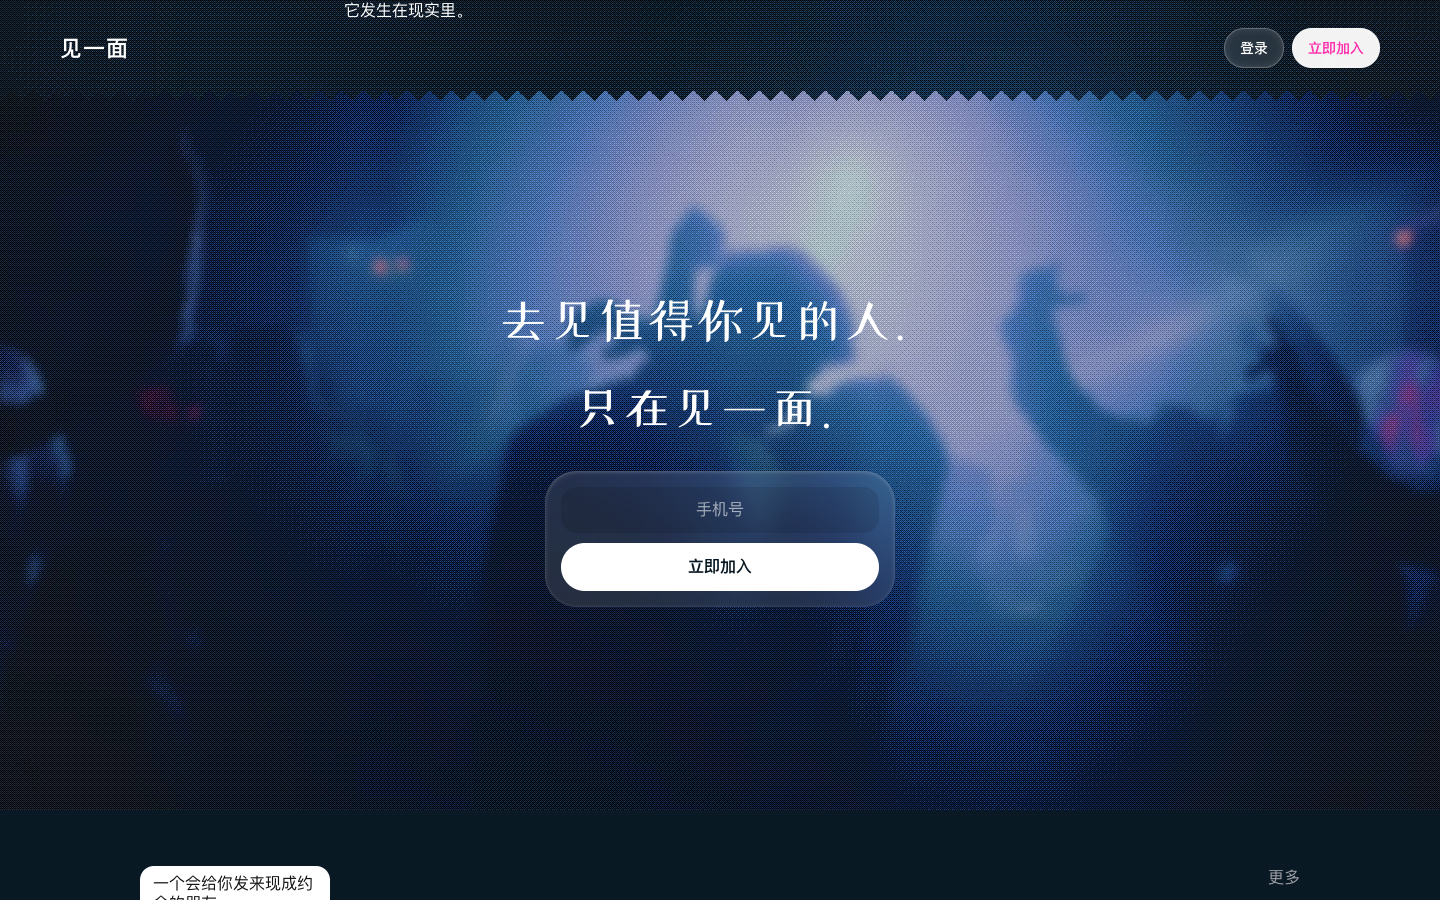 它发生在现实里。
见一面
登录
立即加入
去见值得你见的人.
只在见一面.
手机号
立即加入
更多
一个会给你发来现成约